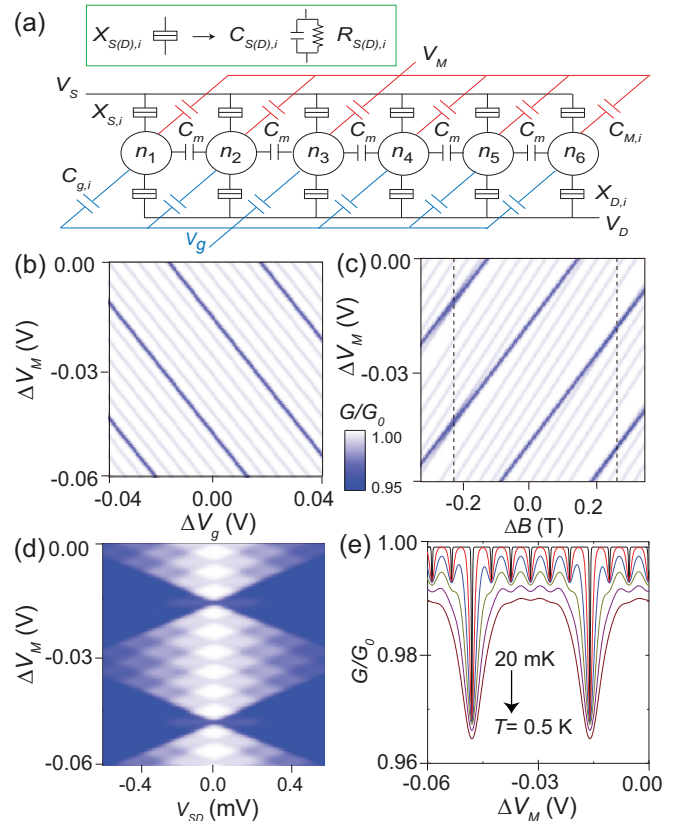 (a)
X_{S(D),i} → C_{S(D),i} R_{S(D),i}
V_M
V_S
X_{S,i}
C_m C_m C_m C_m C_m C_{M,i}
n_1 n_2 n_3 n_4 n_5 n_6
C_{g,i}
X_{D,i}
V_g V_D
(b)
0.00
-0.03
-0.06
ΔV_M (V)
-0.04 0.00 0.04
ΔV_g (V)
G/G_0
1.00
0.95
(c)
0.00
-0.03
-0.06
ΔV_M (V)
-0.2 0.0 0.2
ΔB (T)
(d)
0.00
-0.03
-0.06
ΔV_M (V)
-0.4 0.0 0.4
V_{SD} (mV)
(e)
1.00
0.98
0.96
G/G_0
20 mK
T= 0.5 K
-0.06 -0.03 0.00
ΔV_M (V)